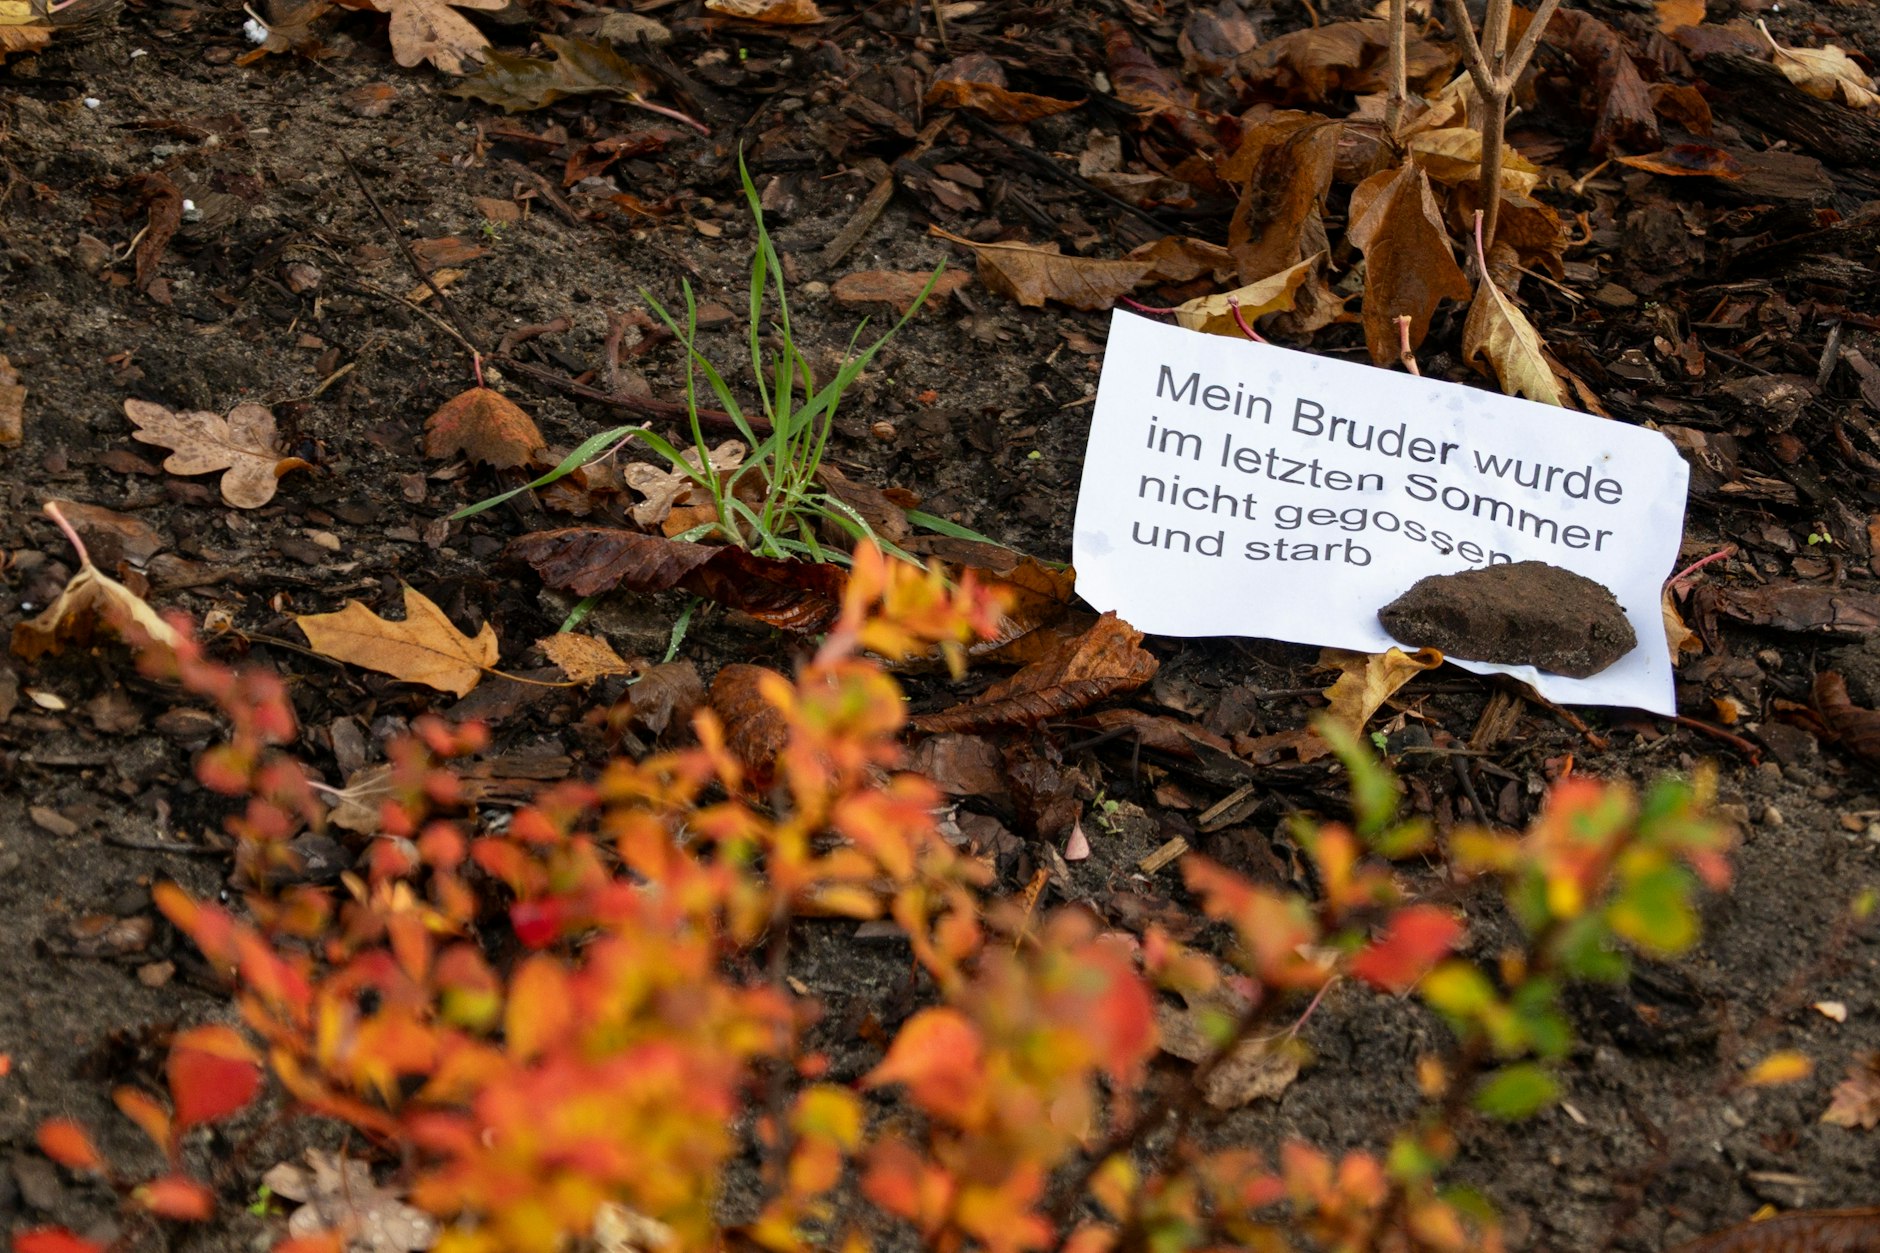 Mein Bruder wurde
im letzten Sommer
nicht gegossen
und starb